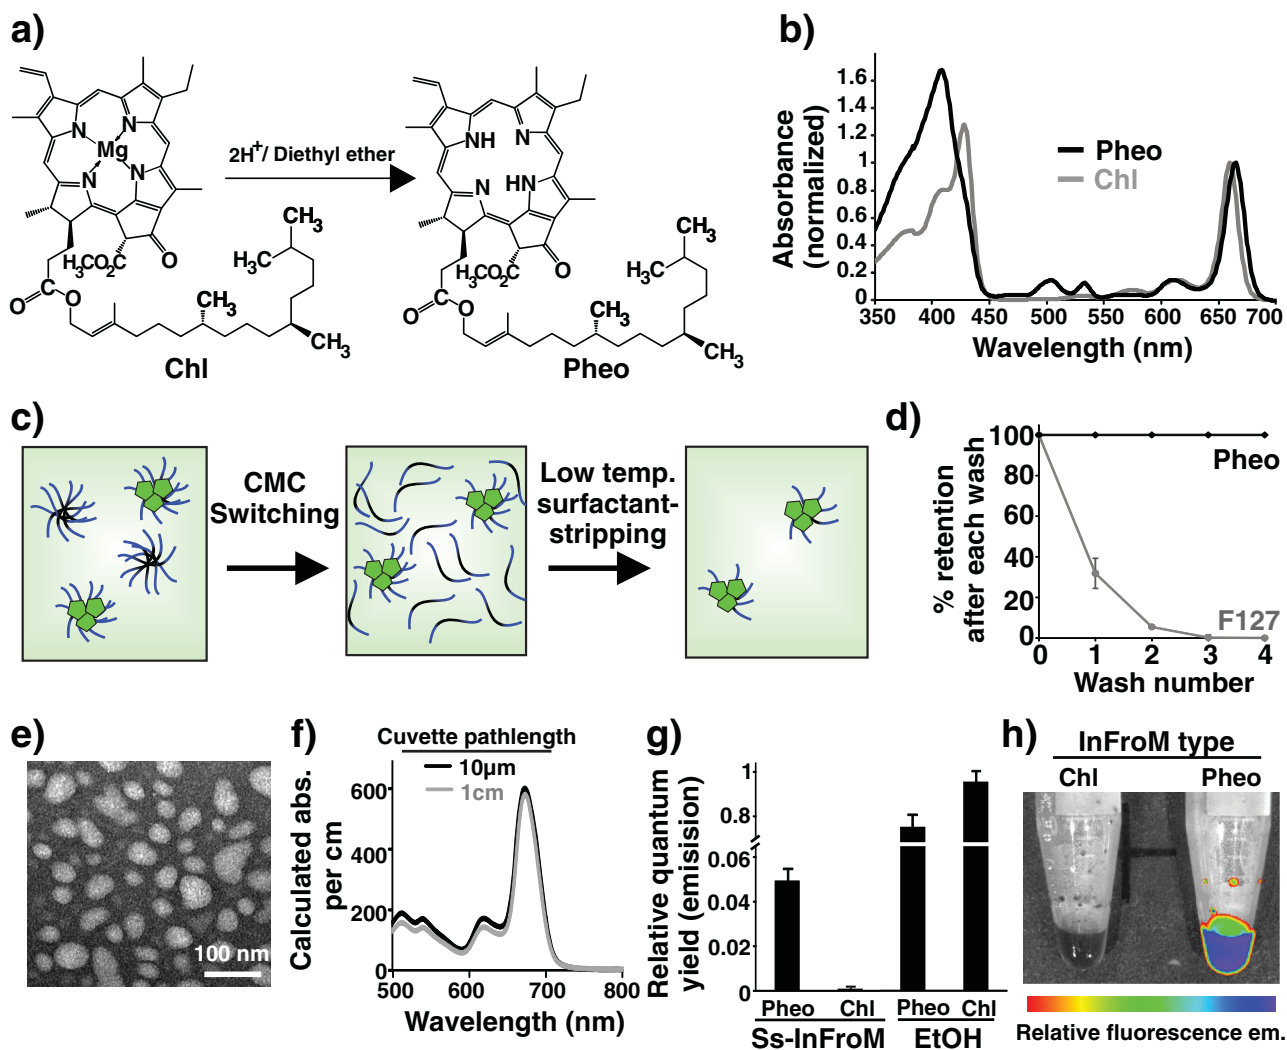 a)
N
N
Mg
N
N
H3CO2C
O
C
O
O
CH3
H3C
CH3
CH3
Chl
2H+/ Diethyl ether
NH
N
N
HN
H3CO2C
O
C
O
O
CH3
H3C
CH3
CH3
Pheo
b)
Absorbance
(normalized)
1.6
1.4
1.2
1
0.8
0.6
0.4
0.2
0
Pheo
Chl
350 400 450 500 550 600 650 700
Wavelength (nm)
c)
CMC
Switching
Low temp.
surfactant-
stripping
d)
% retention
after each wash
100
80
60
40
20
0
Pheo
F127
0 1 2 3 4
Wash number
e)
100 nm
f)
Cuvette pathlength
10µm
1cm
Calculated abs.
per cm
600
400
200
0
500 600 700 800
Wavelength (nm)
g)
Relative quantum
yield (emisision)
1
0.8
0.06
0.04
0.02
0
Pheo Chl Pheo Chl
Ss-InFroM EtOH
h)
InFroM type
Chl Pheo
Relative fluorescence em.